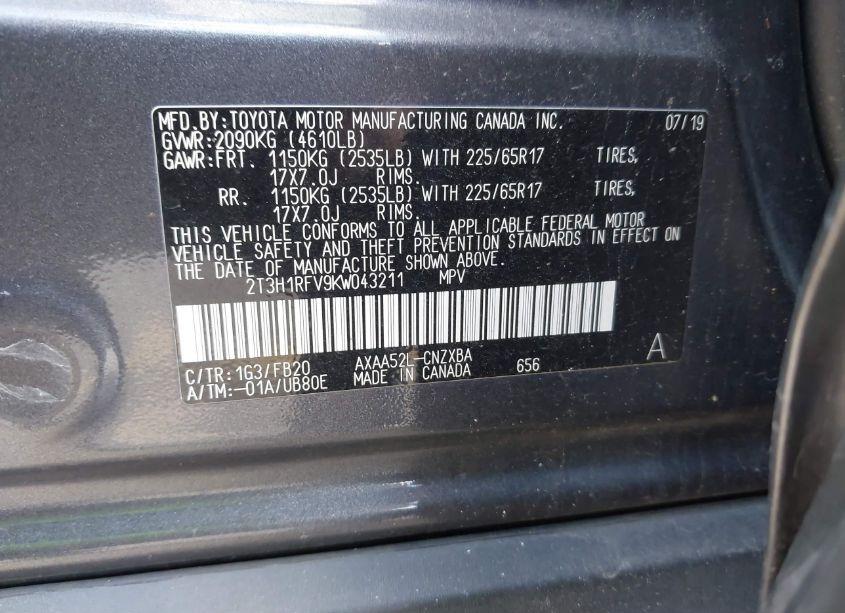 MFD.BY:TOYOTA MOTOR MANUFACTURING CANADA INC. 07/19
GVWR:2090KG (4610LB)
GAWR:FRT. 1150KG (2535LB) WITH 225/65R17 TIRES,
17X7.0J RIMS.
RR. 1150KG (2535LB) WITH 225/65R17 TIRES,
17X7.0J RIMS.
THIS VEHICLE CONFORMS TO ALL APPLICABLE FEDERAL MOTOR
VEHICLE SAFETY AND THEFT PREVENTION STANDARDS IN EFFECT ON
THE DATE OF MANUFACTURE SHOWN ABOVE.
2T3H1RFV9KW043211 MPV
C/TR:1G3/FB20 AXAA52L-CNZXBA 656 A
A/TM:-01A/UB80E MADE IN CANADA